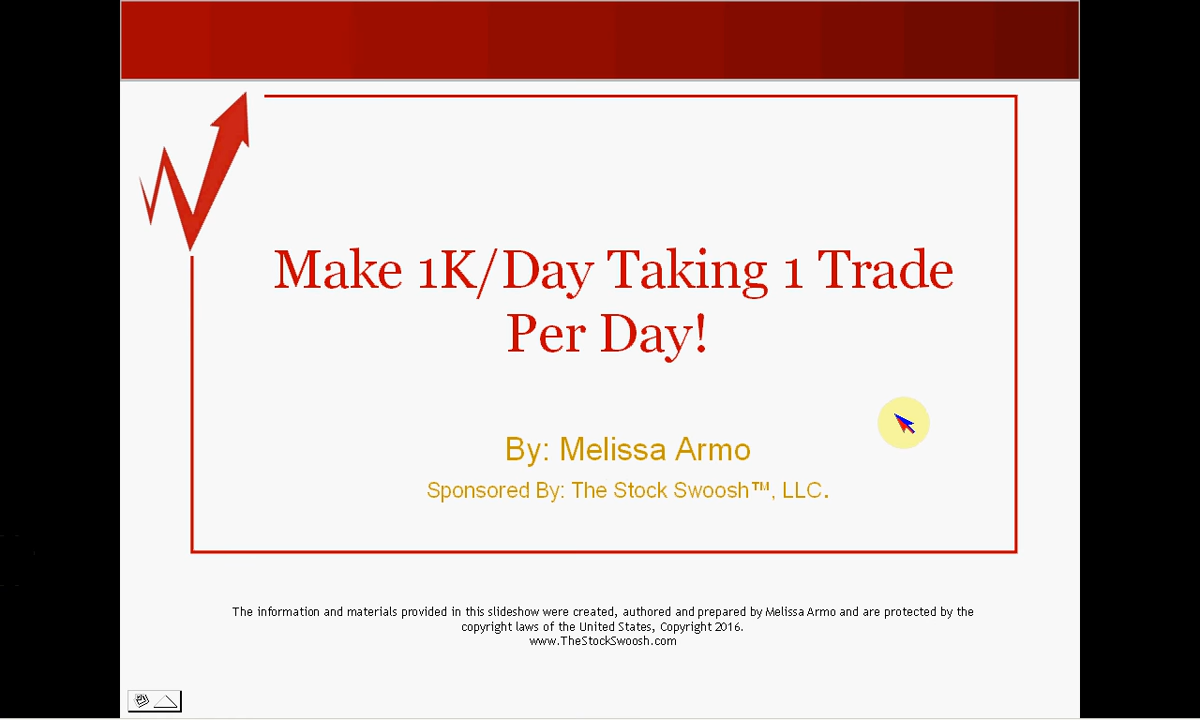 Make 1K/Day Taking 1 Trade
Per Day!
By: Melissa Armo
Sponsored By: The Stock Swoosh™, LLC.
The information and materials provided in this slideshow were created, authored and prepared by Melissa Armo and are protected by the
copyright laws of the United States, Copyright 2016.
www.TheStockSwoosh.com